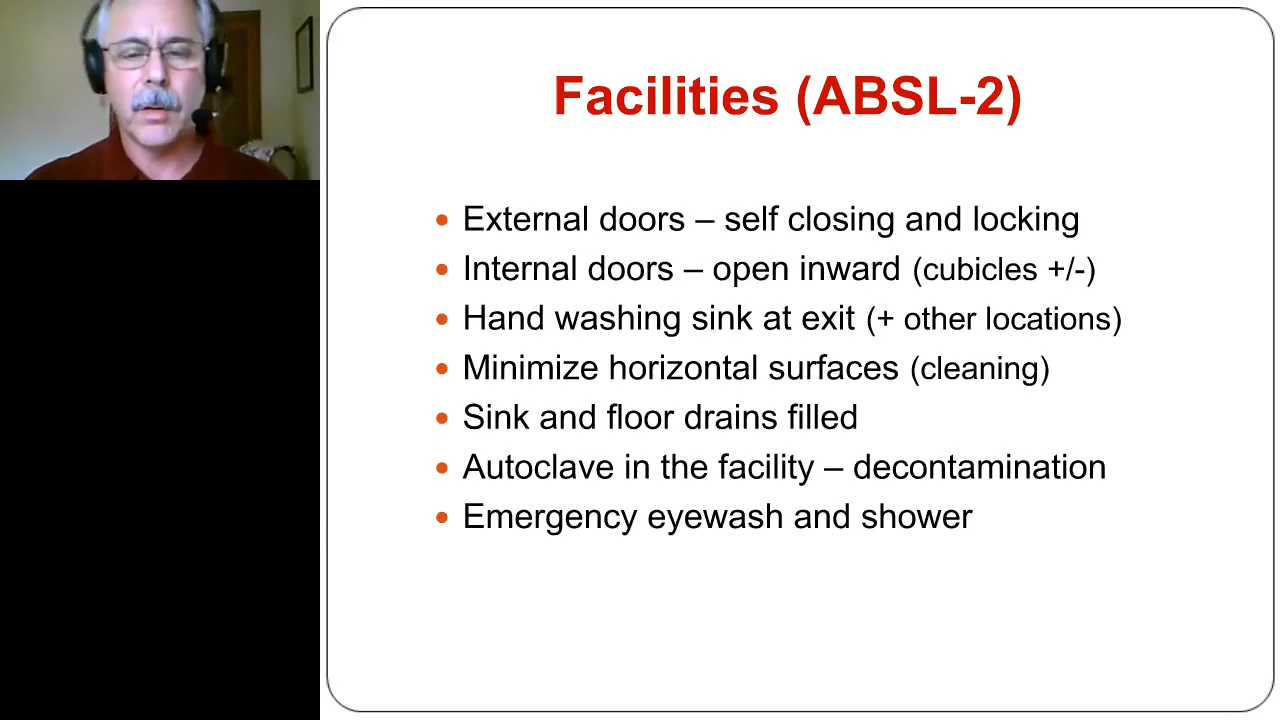 Facilities (ABSL-2)
• External doors – self closing and locking
• Internal doors – open inward (cubicles +/-)
• Hand washing sink at exit (+ other locations)
• Minimize horizontal surfaces (cleaning)
• Sink and floor drains filled
• Autoclave in the facility – decontamination
• Emergency eyewash and shower